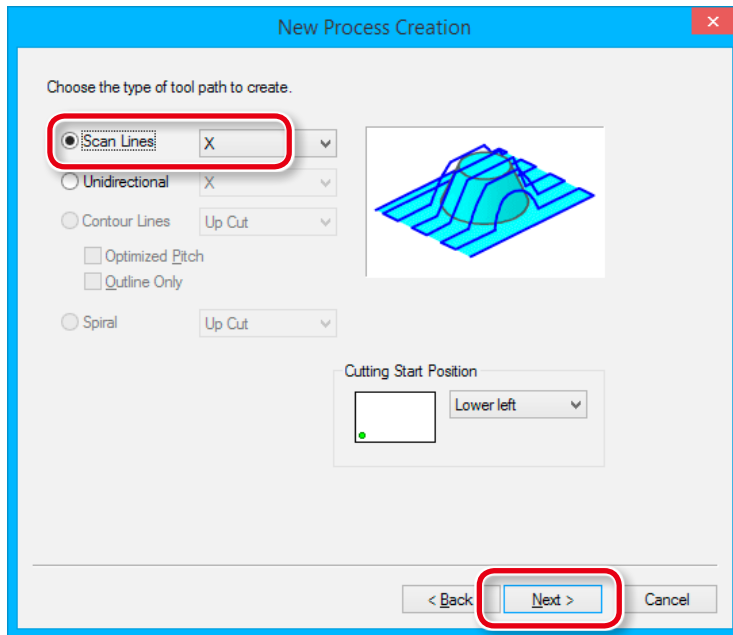 New Process Creation
Choose the type of tool path to create.
Scan Lines X
Unidirectional X
Contour Lines Up Cut
Optimized Pitch
Outline Only
Spiral Up Cut
Cutting Start Position
Lower left
< Back Next > Cancel